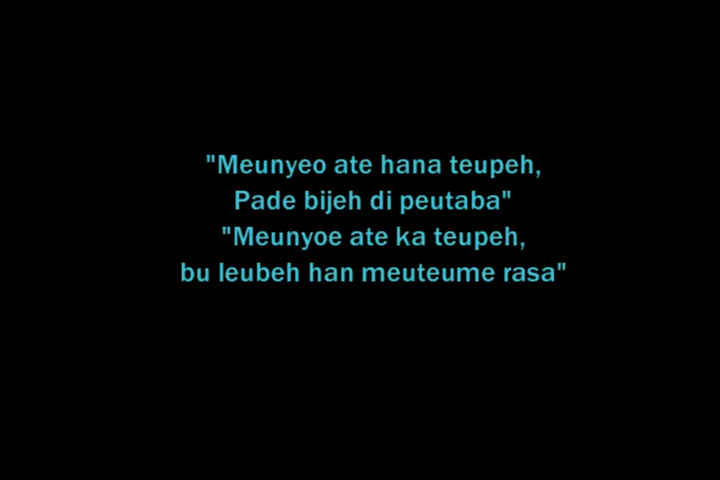 "Meunyeo ate hana teupeh,
Pade bijeh di peutaba"
"Meunyoe ate ka teupeh,
bu leubeh han meuteume rasa"